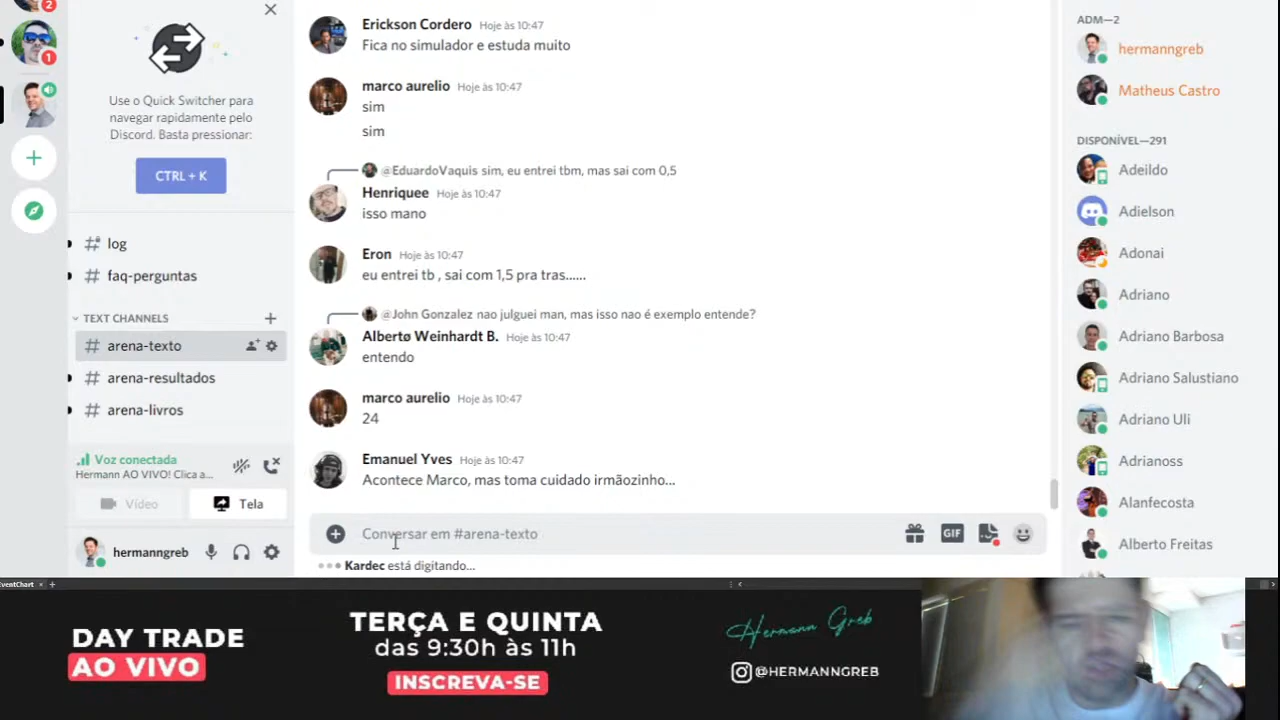 2
1
Use o Quick Switcher para
navegar rapidamente pelo
Discord. Basta pressionar:
CTRL + K
log
faq-perguntas
TEXT CHANNELS
arena-texto
arena-resultados
arena-livros
Voz conectada
Hermann AO VIVO! Clica a...
Vídeo
Tela
hermanngreb
Erickson Cordero Hoje às 10:47
Fica no simulador e estuda muito
marco aurelio Hoje às 10:47
sim
sim
@EduardoVaquis sim, eu entrei tbm, mas sai com 0,5
Henriquee Hoje às 10:47
isso mano
Eron Hoje às 10:47
eu entrei tb , sai com 1,5 pra tras......
@John Gonzalez nao julguei man, mas isso nao é exemplo entende?
Albertø Weinhardt B. Hoje às 10:47
entendo
marco aurelio Hoje às 10:47
24
Emanuel Yves Hoje às 10:47
Acontece Marco, mas toma cuidado irmãozinho...
Conversar em #arena-texto
GIF
Kardec está digitando...
ADM—2
hermanngreb
Matheus Castro
DISPONÍVEL—291
Adeildo
Adielson
Adonai
Adriano
Adriano Barbosa
Adriano Salustiano
Adriano Uli
Adrianoss
Alanfecosta
Alberto Freitas
EventChart
DAY TRADE
AO VIVO
TERÇA E QUINTA
das 9:30h às 11h
INSCREVA-SE
Hermann Greb
@HERMANNGREB